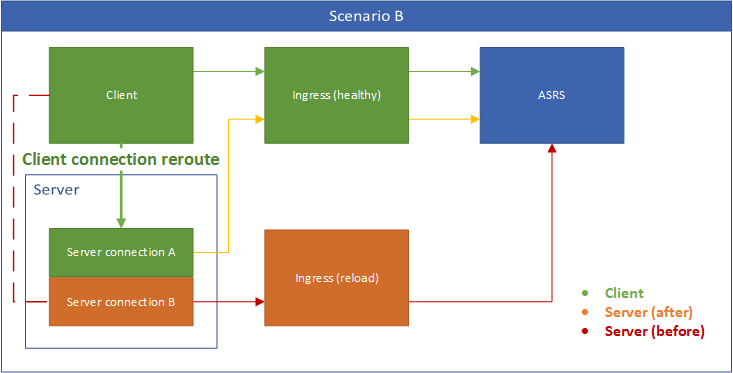 Scenario B
Client
Ingress (healthy)
ASRS
Client connection reroute
Server
Server connection A
Server connection B
Ingress (reload)
• Client
• Server (after)
• Server (before)